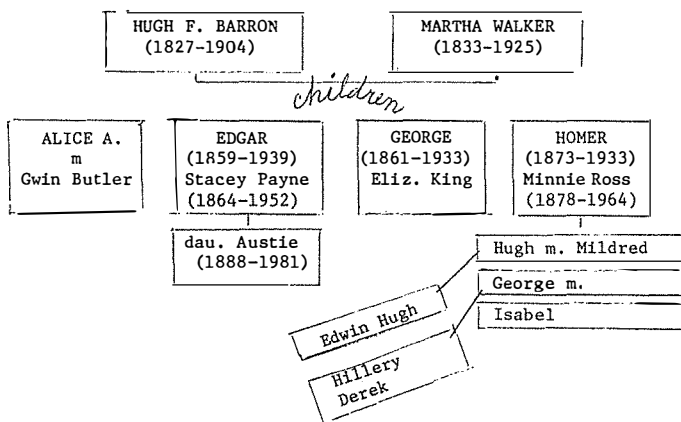 HUGH F. BARRON
(1827-1904)
MARTHA WALKER
(1833-1925)
children
ALICE A.
m
Gwin Butler
EDGAR
(1859-1939)
Stacey Payne
(1864-1952)
GEORGE
(1861-1933)
Eliz. King
HOMER
(1873-1933)
Minnie Ross
(1878-1964)
dau. Austie
(1888-1981)
Hugh m. Mildred
George m.
Isabel
Edwin Hugh
Hillery
Derek